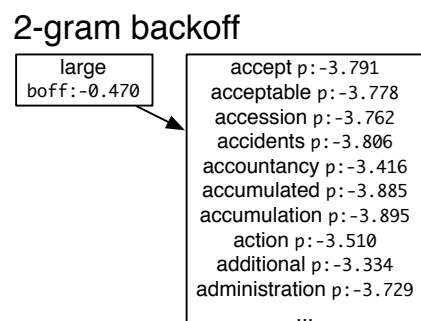 2-gram backoff
large
boff:-0.470
accept p:-3.791
acceptable p:-3.778
accession p:-3.762
accidents p:-3.806
accountancy p:-3.416
accumulated p:-3.885
accumulation p:-3.895
action p:-3.510
additional p:-3.334
administration p:-3.729
...